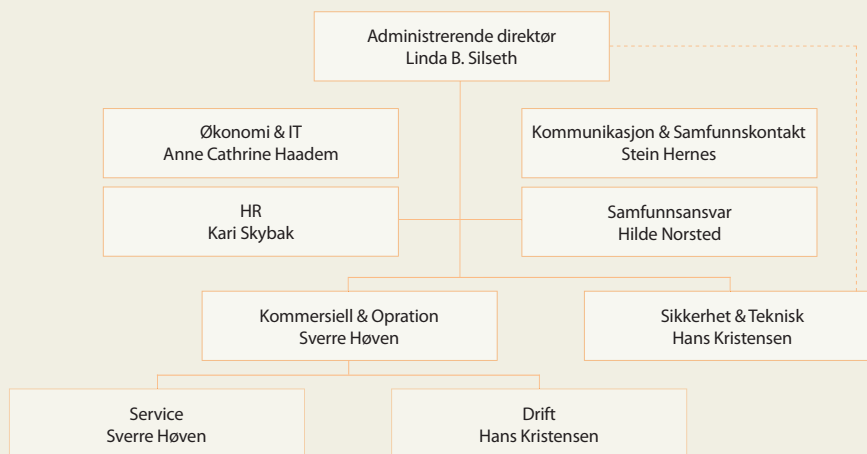 Administrerende direktør
Linda B. Silseth
Økonomi & IT
Anne Cathrine Haadem
Kommunikasjon & Samfunnskontakt
Stein Hernes
HR
Kari Skybak
Samfunnsansvar
Hilde Norsted
Kommersiell & Opration
Sverre Høven
Sikkerhet & Teknisk
Hans Kristensen
Service
Sverre Høven
Drift
Hans Kristensen